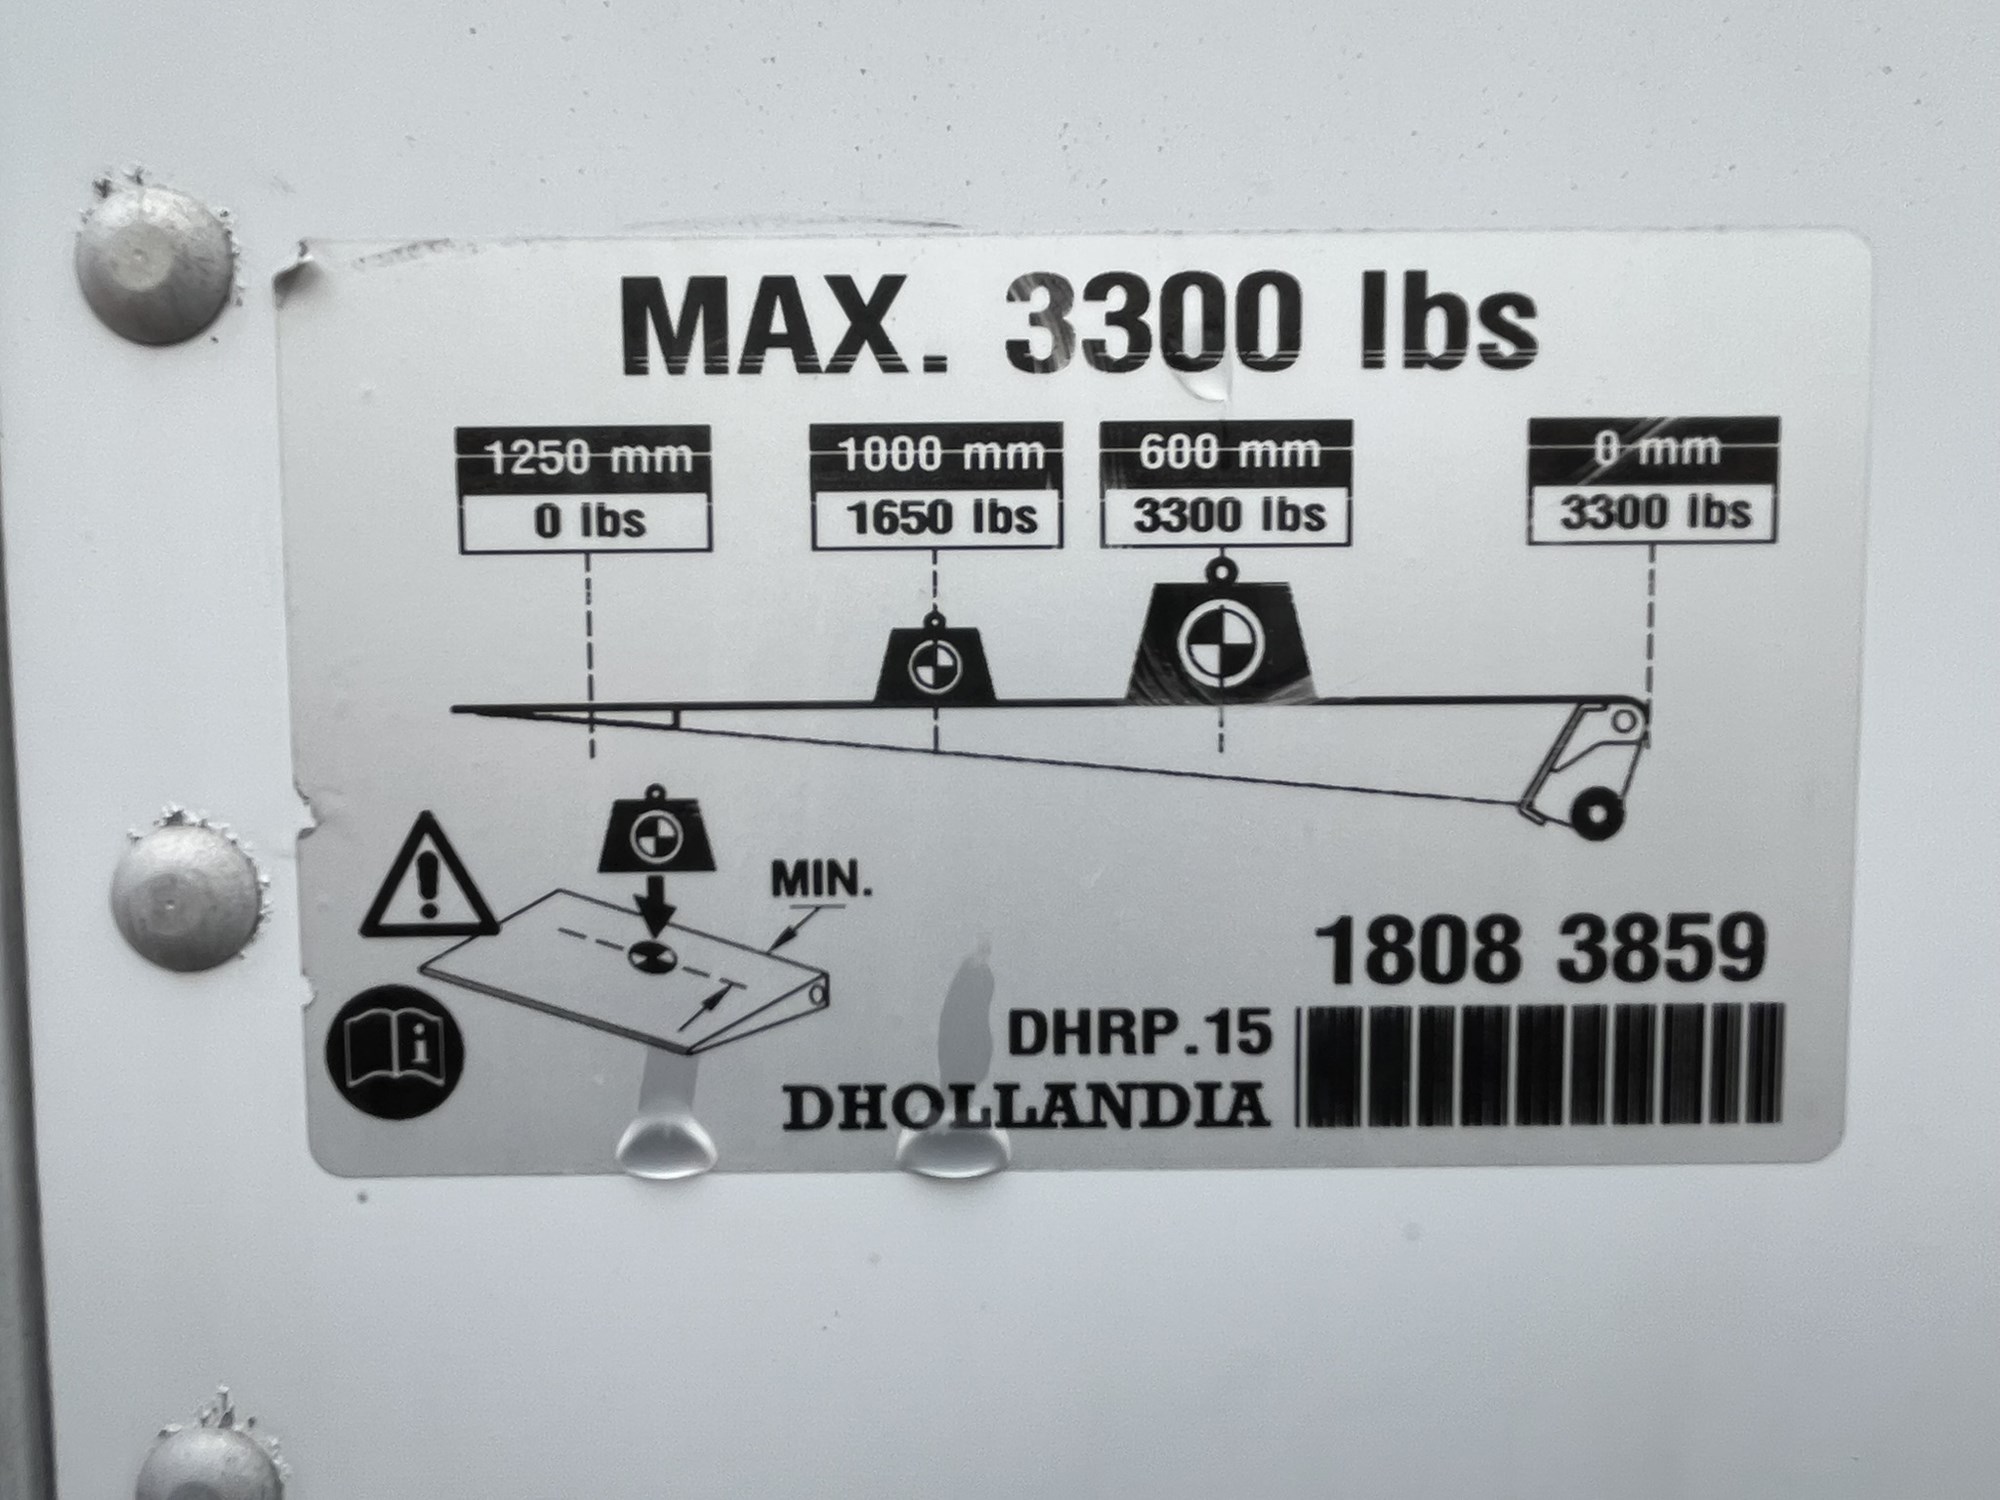 MAX. 3300 lbs
1250 mm 1000 mm 600 mm 0 mm
0 lbs 1650 lbs 3300 lbs 3300 lbs
MIN.
1808 3859
DHRP.15
DHOLLANDIA